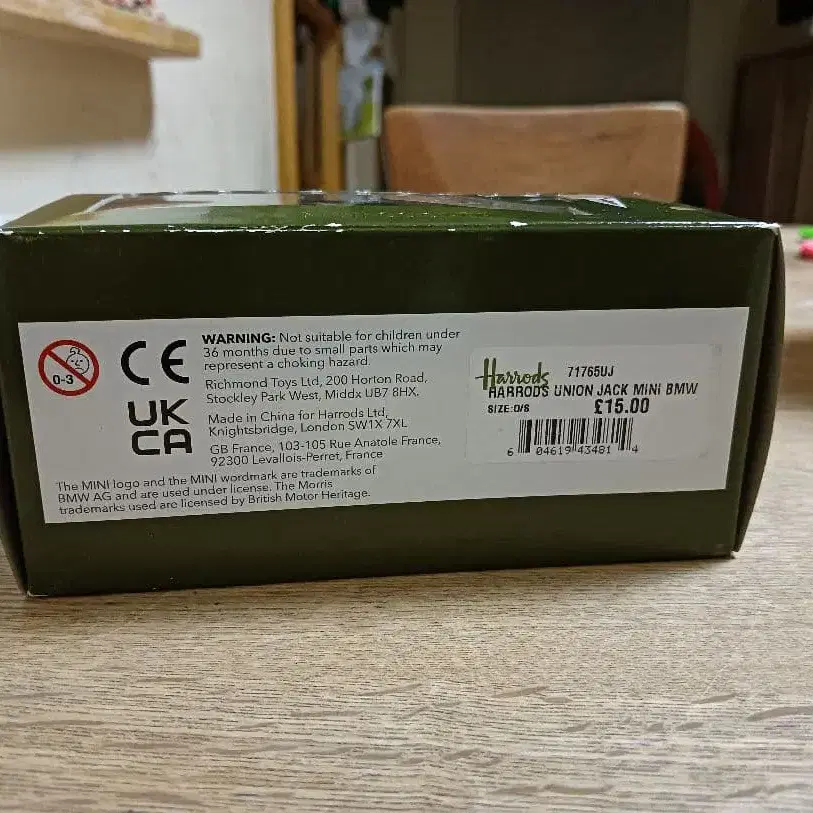 0-3
CE
UK
CA
WARNING: Not suitable for children under
36 months due to small parts which may
represent a choking hazard.
Richmond Toys Ltd, 200 Horton Road,
Stockley Park West, Middx UB7 8HX.
Made in China for Harrods Ltd,
Knightsbridge, London SW1X 7XL
GB France, 103-105 Rue Anatole France,
92300 Levallois-Perret, France
The MINI logo and the MINI wordmark are trademarks of
BMW AG and are used under license. The Morris
trademarks used are licensed by British Motor Heritage.
Harrods 71765UJ
HARRODS UNION JACK MINI BMW
SIZE:O/S £15.00
6 04619 43481 4